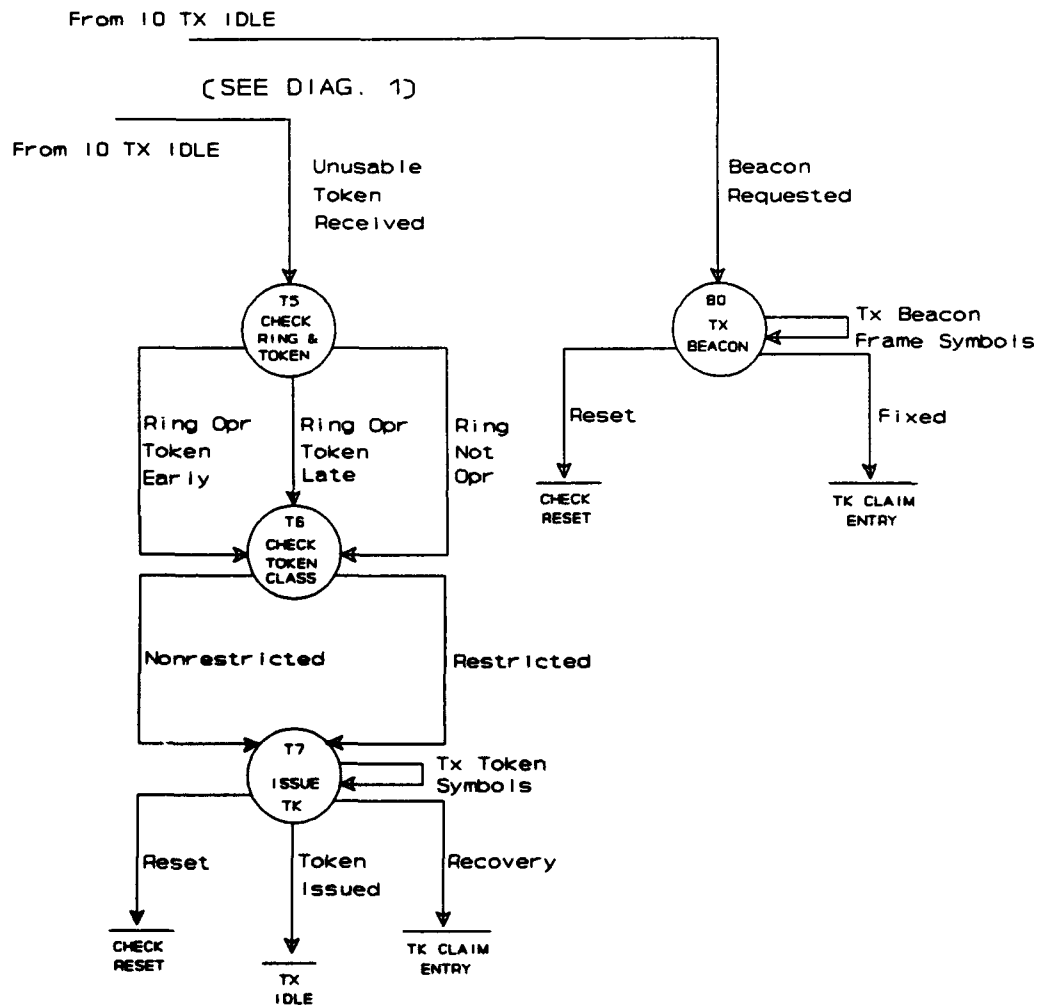 From IO TX IDLE
(SEE DIAG. 1)
From IO TX IDLE
Unusable
Token
Received
Beacon
Requested
T5
CHECK
RING &
TOKEN
B0
TX
BEACON
Tx Beacon
Frame Symbols
Ring Opr
Token
Early
Ring Opr
Token
Late
Ring
Not
Opr
Reset
Fixed
CHECK
RESET
TK CLAIM
ENTRY
T6
CHECK
TOKEN
CLASS
Nonrestricted
Restricted
T7
ISSUE
TK
Tx Token
Symbols
Reset
Token
Issued
Recovery
CHECK
RESET
TX
IDLE
TK CLAIM
ENTRY